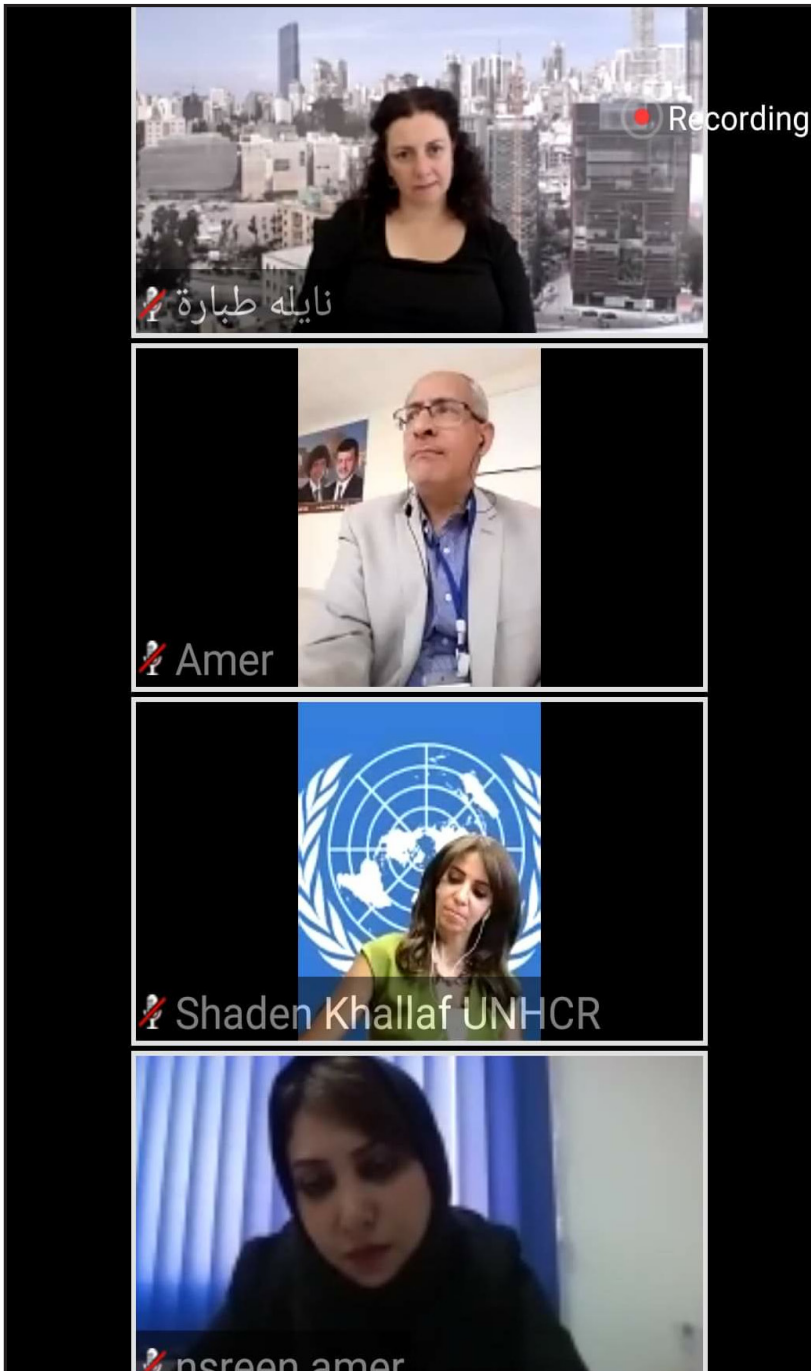 Recording
نايله طبارة
Amer
Shaden Khallaf UNHCR
nsreen amer